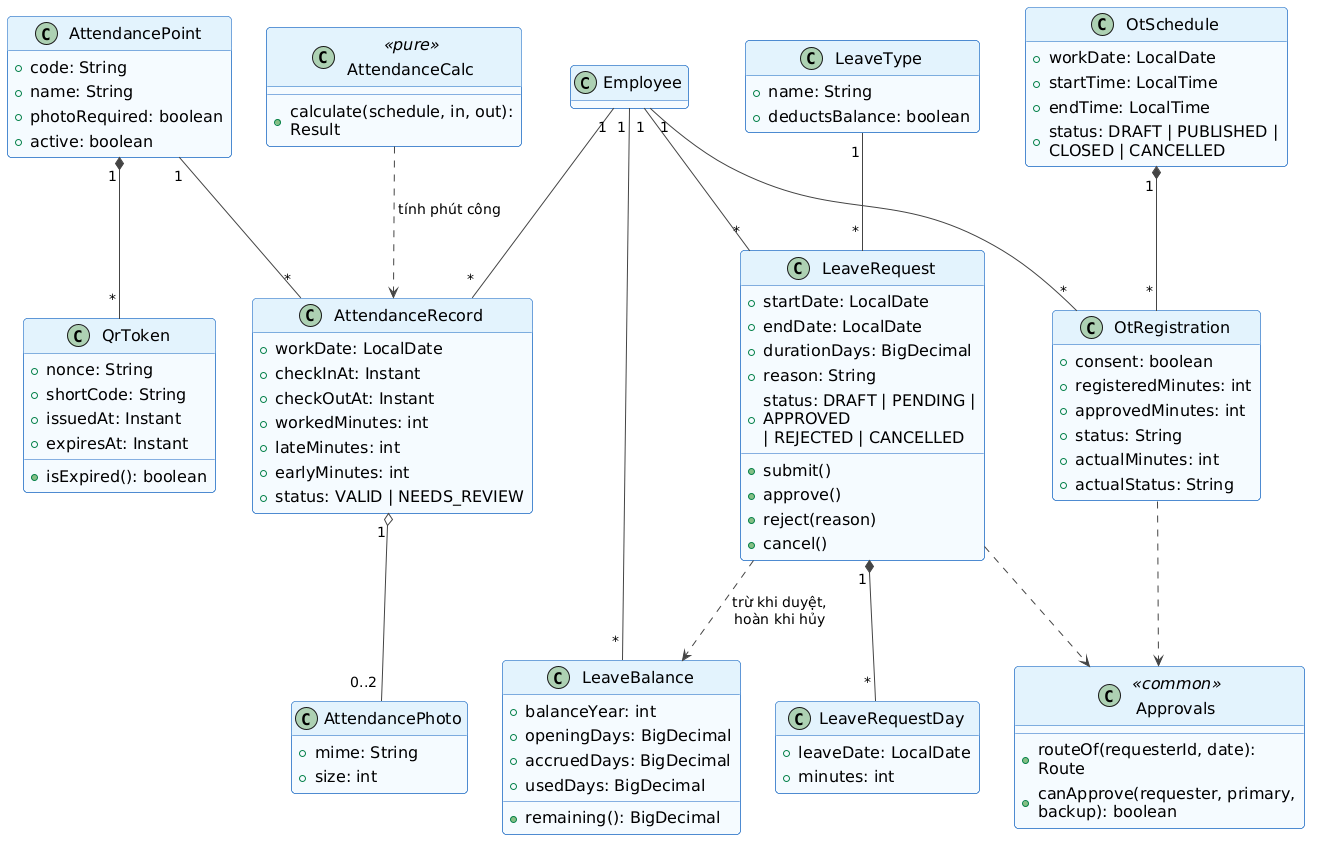 C AttendancePoint
code: String
name: String
photoRequired: boolean
active: boolean
C «pure»
AttendanceCalc
calculate(schedule, in, out):
Result
C Employee
C LeaveType
name: String
deductsBalance: boolean
C OtSchedule
workDate: LocalDate
startTime: LocalTime
endTime: LocalTime
status: DRAFT | PUBLISHED |
CLOSED | CANCELLED
1
1
1
1
1
1
1
1
tính phút công
*
*
*
*
*
*
*
C QrToken
nonce: String
shortCode: String
issuedAt: Instant
expiresAt: Instant
isExpired(): boolean
C AttendanceRecord
workDate: LocalDate
checkInAt: Instant
checkOutAt: Instant
workedMinutes: int
lateMinutes: int
earlyMinutes: int
status: VALID | NEEDS_REVIEW
C LeaveRequest
startDate: LocalDate
endDate: LocalDate
durationDays: BigDecimal
reason: String
status: DRAFT | PENDING |
APPROVED
| REJECTED | CANCELLED
submit()
approve()
reject(reason)
cancel()
C OtRegistration
consent: boolean
registeredMinutes: int
approvedMinutes: int
status: String
actualMinutes: int
actualStatus: String
1
1
trừ khi duyệt,
hoàn khi hủy
*
0..2
*
C AttendancePhoto
mime: String
size: int
C LeaveBalance
balanceYear: int
openingDays: BigDecimal
accruedDays: BigDecimal
usedDays: BigDecimal
remaining(): BigDecimal
C LeaveRequestDay
leaveDate: LocalDate
minutes: int
C «common»
Approvals
routeOf(requesterId, date):
Route
canApprove(requester, primary,
backup): boolean